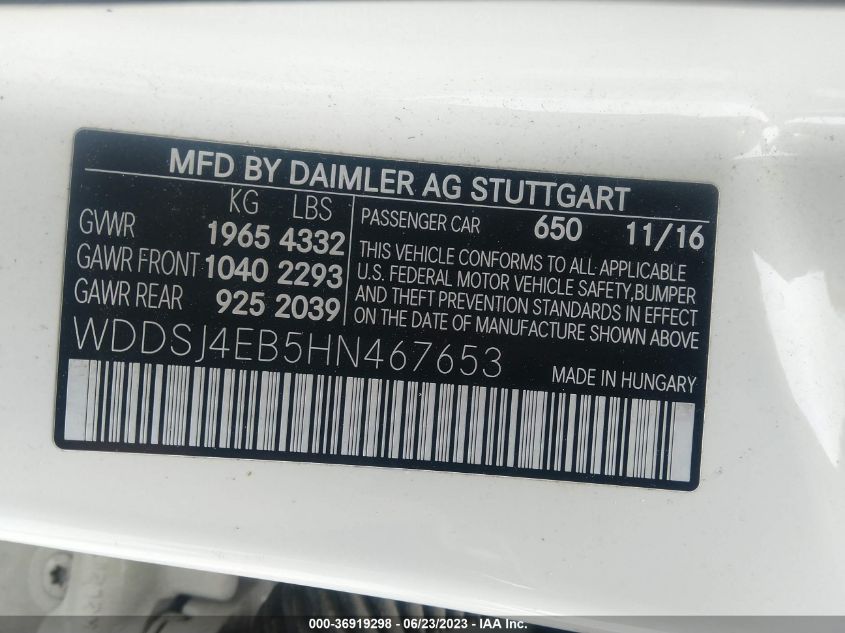 MFD BY DAIMLER AG STUTTGART
KG LBS
GVWR 1965 4332
GAWR FRONT 1040 2293
GAWR REAR 925 2039
PASSENGER CAR 650 11/16
THIS VEHICLE CONFORMS TO ALL APPLICABLE
U.S. FEDERAL MOTOR VEHICLE SAFETY, BUMPER
AND THEFT PREVENTION STANDARDS IN EFFECT
ON THE DATE OF MANUFACTURE SHOWN ABOVE
WDDSJ4EB5HN467653
MADE IN HUNGARY
000-36919298 - 06/23/2023 - IAA Inc.